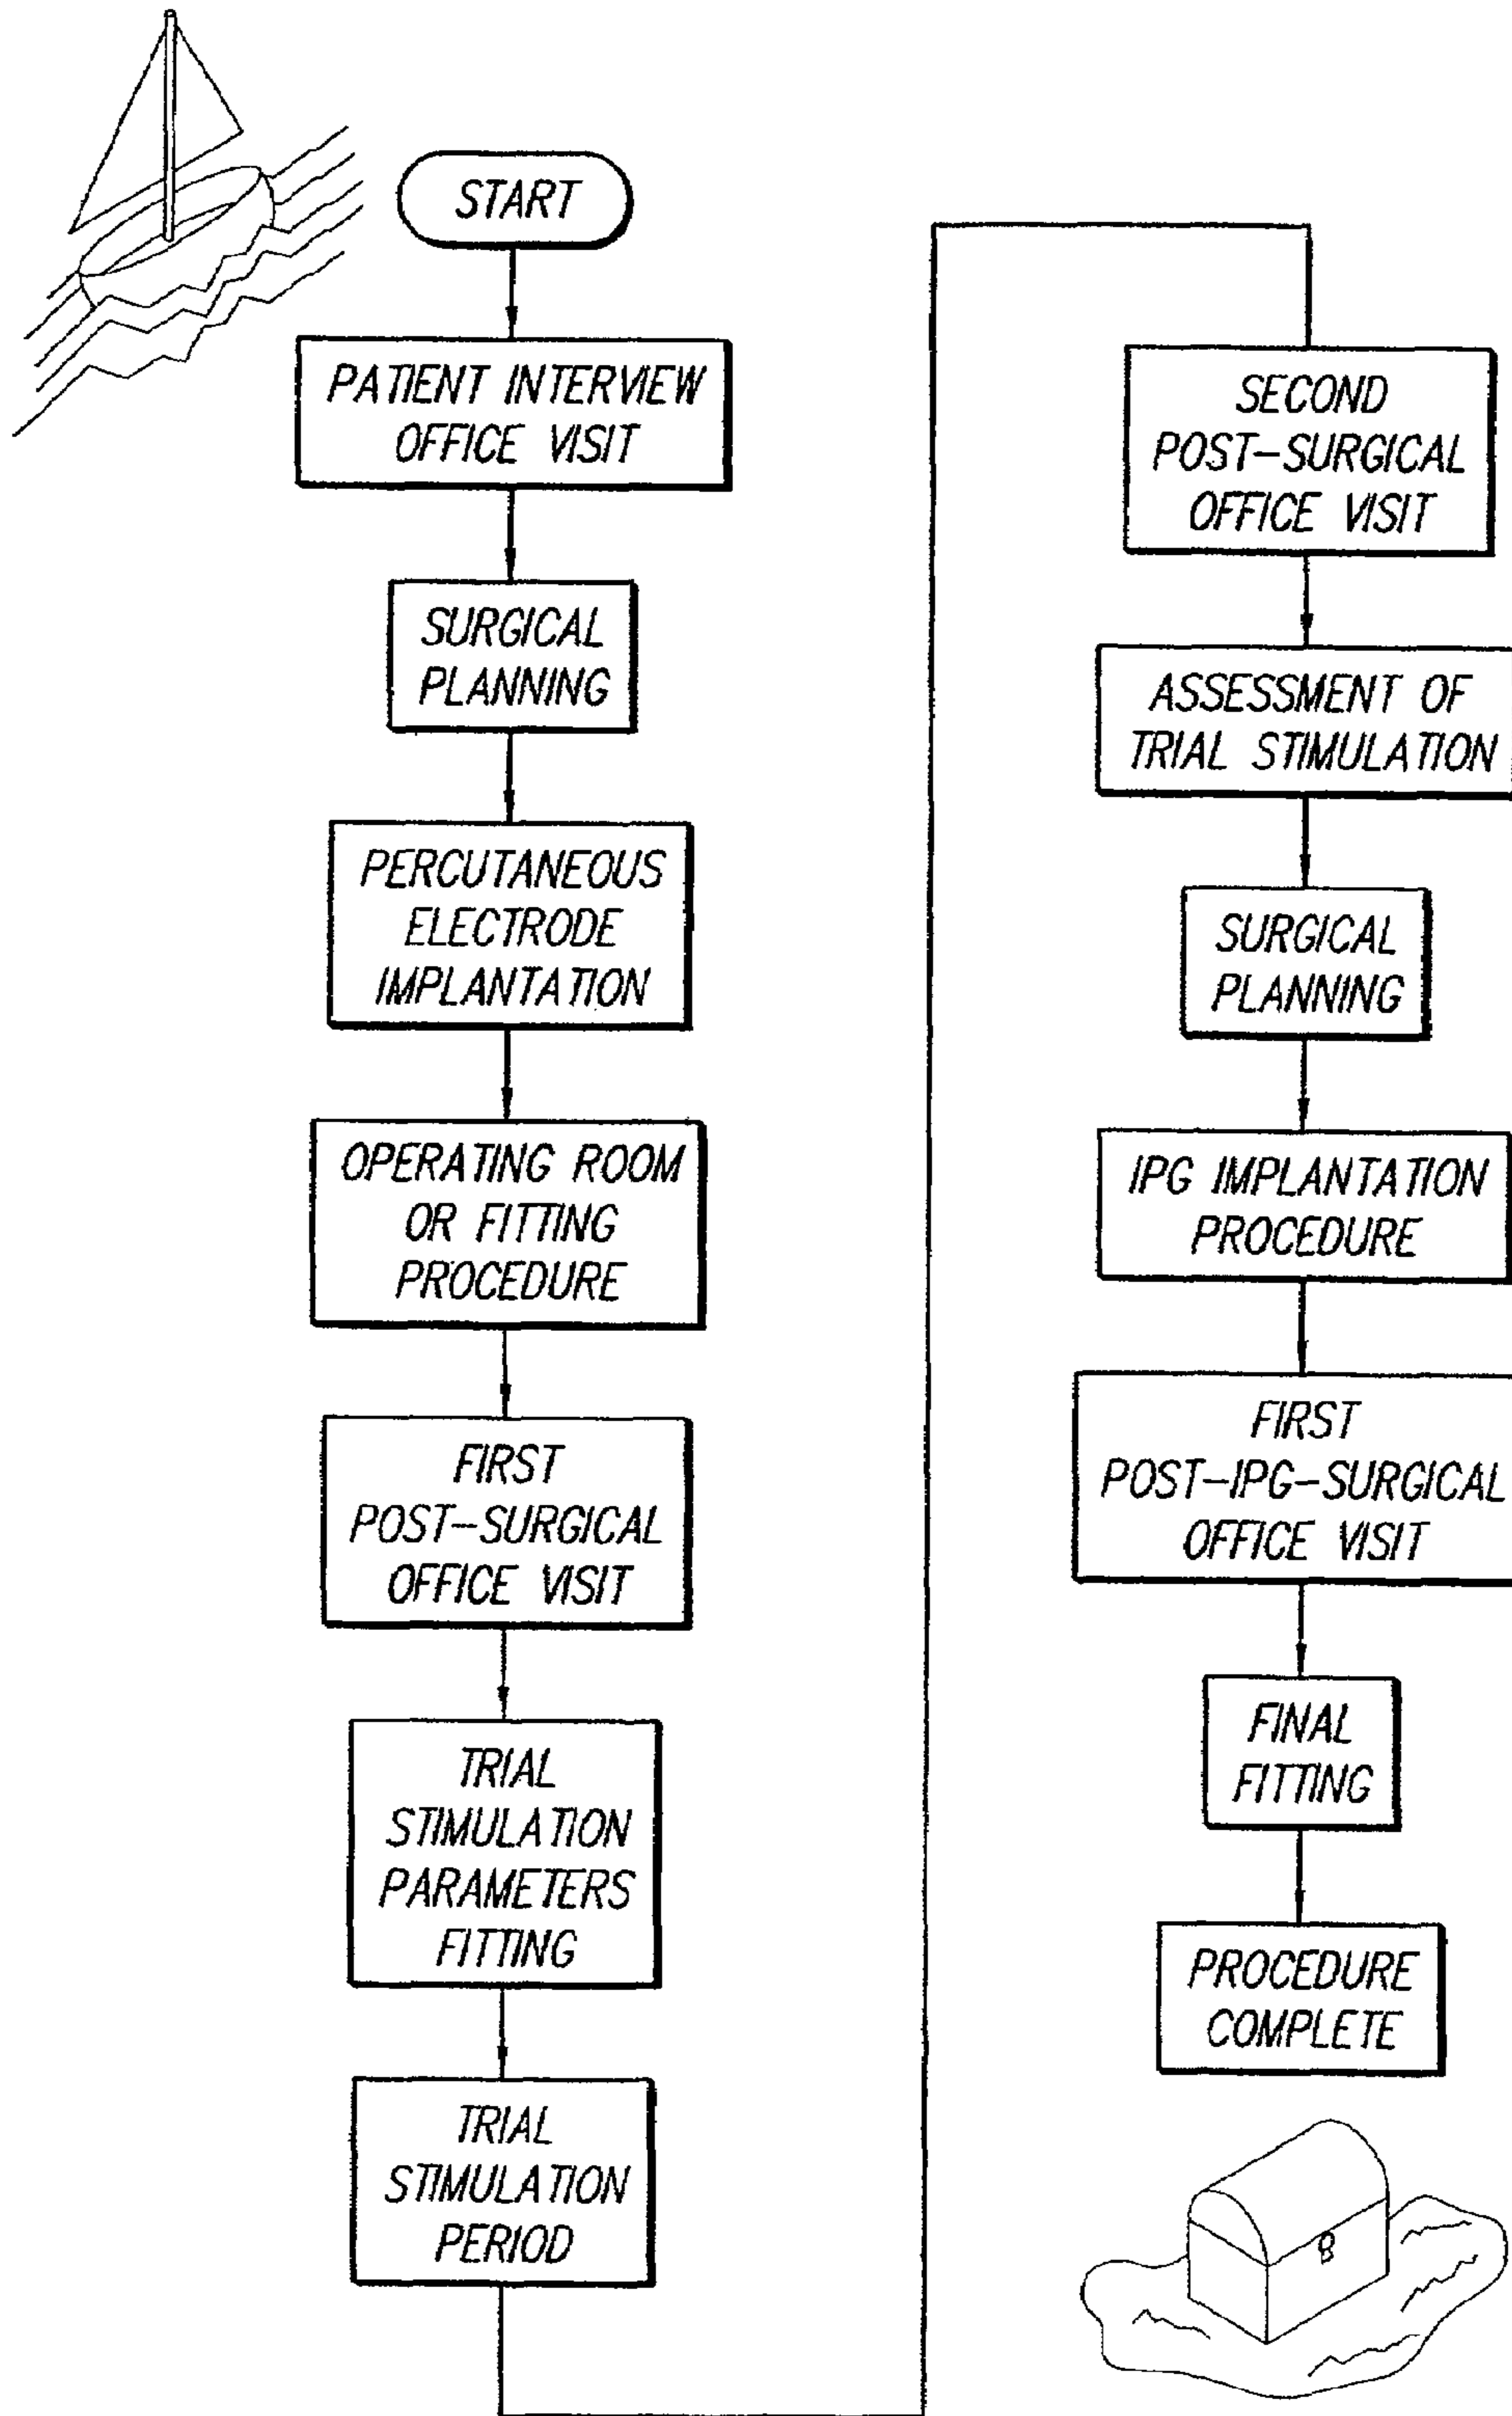 START
PATIENT INTERVIEW
OFFICE VISIT
SURGICAL
PLANNING
PERCUTANEOUS
ELECTRODE
IMPLANTATION
OPERATING ROOM
OR FITTING
PROCEDURE
FIRST
POST-SURGICAL
OFFICE VISIT
TRIAL
STIMULATION
PARAMETERS
FITTING
TRIAL
STIMULATION
PERIOD
SECOND
POST-SURGICAL
OFFICE VISIT
ASSESSMENT OF
TRIAL STIMULATION
SURGICAL
PLANNING
IPG IMPLANTATION
PROCEDURE
FIRST
POST-IPG-SURGICAL
OFFICE VISIT
FINAL
FITTING
PROCEDURE
COMPLETE